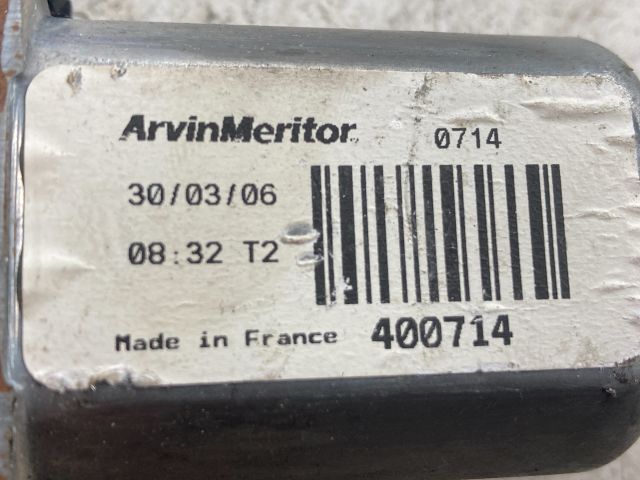 ArvinMeritor 0714
30/03/06
08:32 T2
Made in France 400714